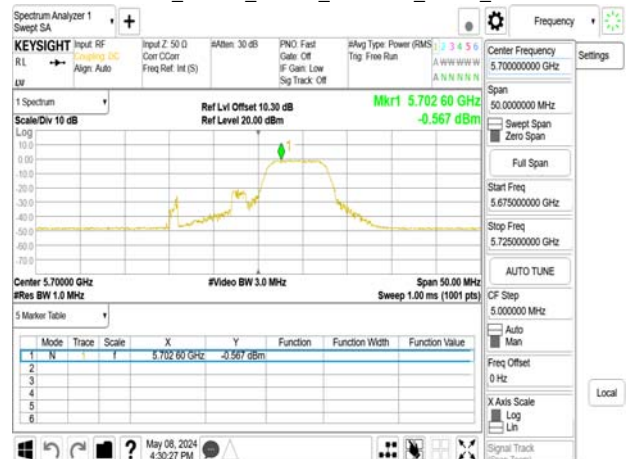 Spectrum Analyzer 1
Swept SA
Frequency
KEYSIGHT
RL
Input: RF
Coupling: DC
Align: Auto
Input Z: 50 Ω
Corr CCorr
Freq Ref: Int (S)
#Atten: 30 dB
PNO: Fast
Gate: Off
IF Gain: Low
Sig Track: Off
#Avg Type: Power (RMS)
Trig: Free Run
1 2 3 4 5 6
A W W W W W
A N N N N N
Center Frequency
5.700000000 GHz
Settings
Span
50.0000000 MHz
Swept Span
Zero Span
Full Span
Start Freq
5.675000000 GHz
Stop Freq
5.725000000 GHz
AUTO TUNE
CF Step
5.000000 MHz
Auto
Man
Freq Offset
0 Hz
X Axis Scale
Log
Lin
Local
Signal Track
1 Spectrum
Scale/Div 10 dB
Ref Lvl Offset 10.30 dB
Ref Level 20.00 dBm
Mkr1 5.702 60 GHz
-0.567 dBm
Log
10.0
0.00
-10.0
-20.0
-30.0
-40.0
-50.0
-60.0
-70.0
1
Center 5.70000 GHz
#Res BW 1.0 MHz
#Video BW 3.0 MHz
Span 50.00 MHz
Sweep 1.00 ms (1001 pts)
5 Marker Table
Mode Trace Scale X Y Function Function Width Function Value
1 N 1 f 5.702 60 GHz -0.567 dBm
2
3
4
5
6
May 08, 2024
4:30:27 PM